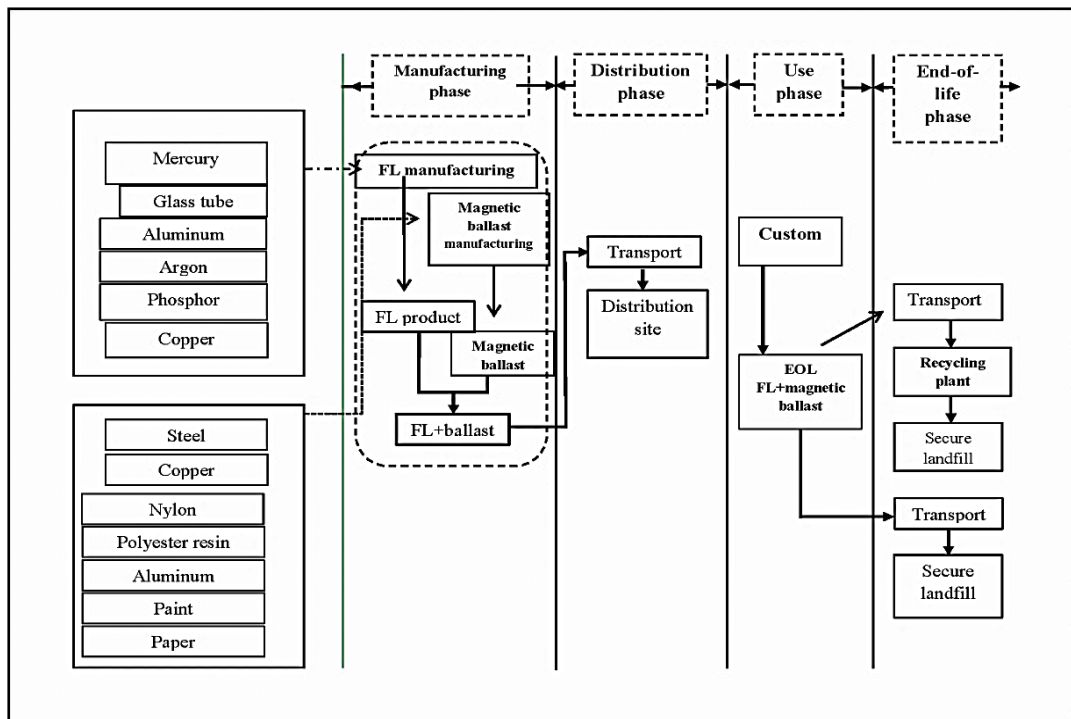 Manufacturing
phase
Distribution
phase
Use
phase
End-of-
life
phase
Mercury
Glass tube
Aluminum
Argon
Phosphor
Copper
Steel
Copper
Nylon
Polyester resin
Aluminum
Paint
Paper
FL manufacturing
Magnetic
ballast
manufacturing
FL product
Magnetic
ballast
FL+ballast
Transport
Distribution
site
Custom
EOL
FL+magnetic
ballast
Transport
Recycling
plant
Secure
landfill
Transport
Secure
landfill